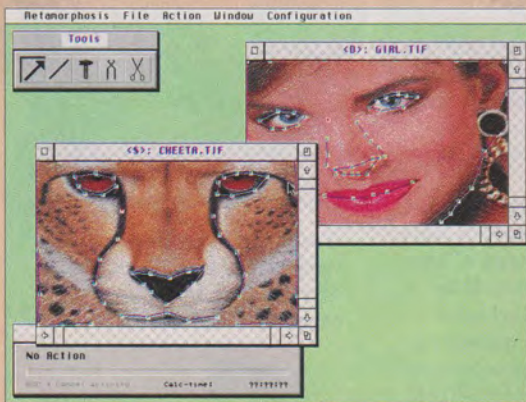 Metamorphosis File Action Window Configuration
Tools
<D>: GIRL.TIF
<S>: CHEETA.TIF
No Action
Calc-time: ??:??:??